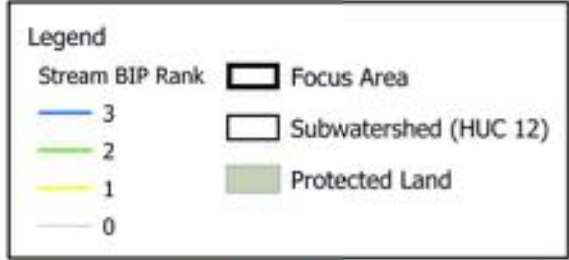 Legend
Stream BIP Rank
3
2
1
0
Focus Area
Subwatershed (HUC 12)
Protected Land